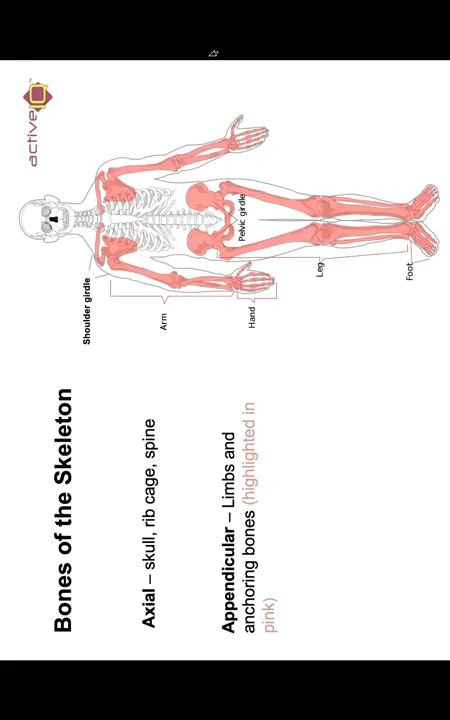 Bones of the Skeleton
Axial – skull, rib cage, spine
Appendicular – Limbs and
anchoring bones (highlighted in
pink)
Shoulder girdle
Arm
Hand
Pelvic girdle
Leg
Foot
active iQ™